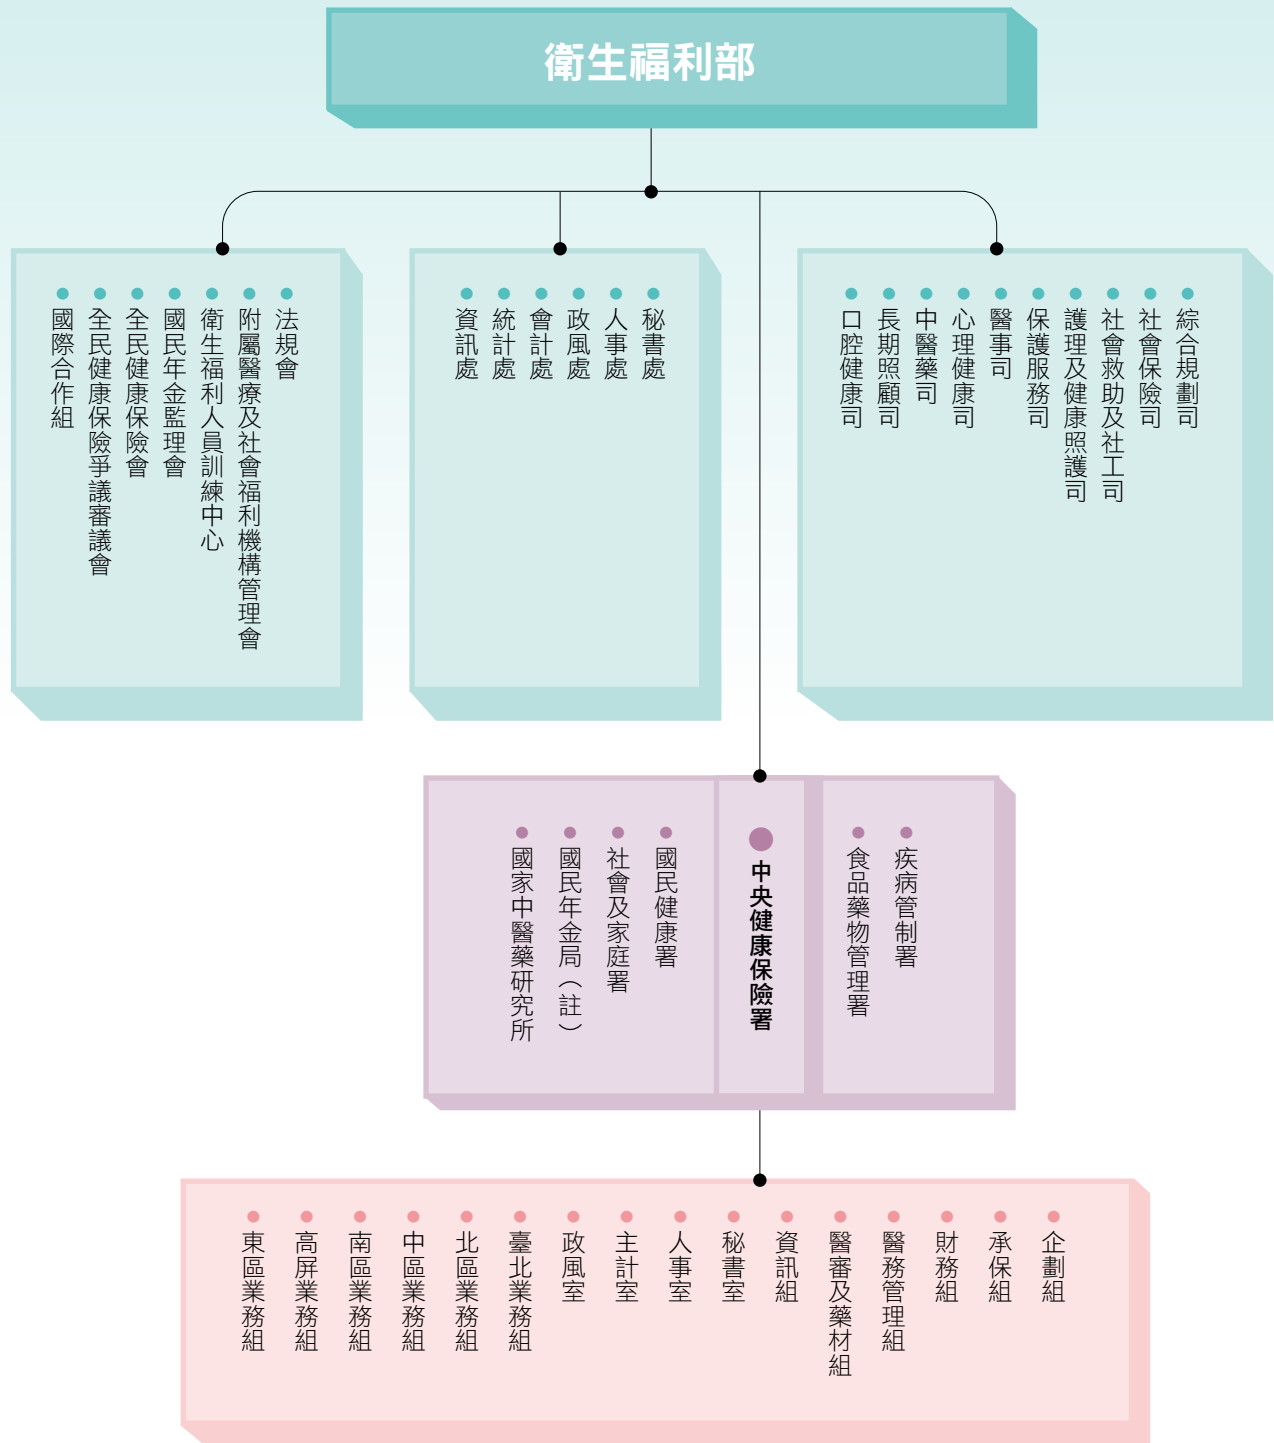 衛生福利部
綜合規劃司
社會保險司
社會救助及社工司
護理及健康照護司
保護服務司
醫事司
心理健康司
中醫藥司
長期照顧司
口腔健康司
秘書處
人事處
政風處
會計處
統計處
資訊處
法規會
附屬醫療及社會福利機構管理會
衛生福利人員訓練中心
國民年金監理會
全民健康保險會
全民健康保險爭議審議會
國際合作組
疾病管制署
食品藥物管理署
中央健康保險署
國民健康署
社會及家庭署
國民年金局（註）
國家中醫藥研究所
企劃組
承保組
財務組
醫務管理組
醫審及藥材組
資訊組
秘書室
人事室
主計室
政風室
臺北業務組
北區業務組
中區業務組
南區業務組
高屏業務組
東區業務組